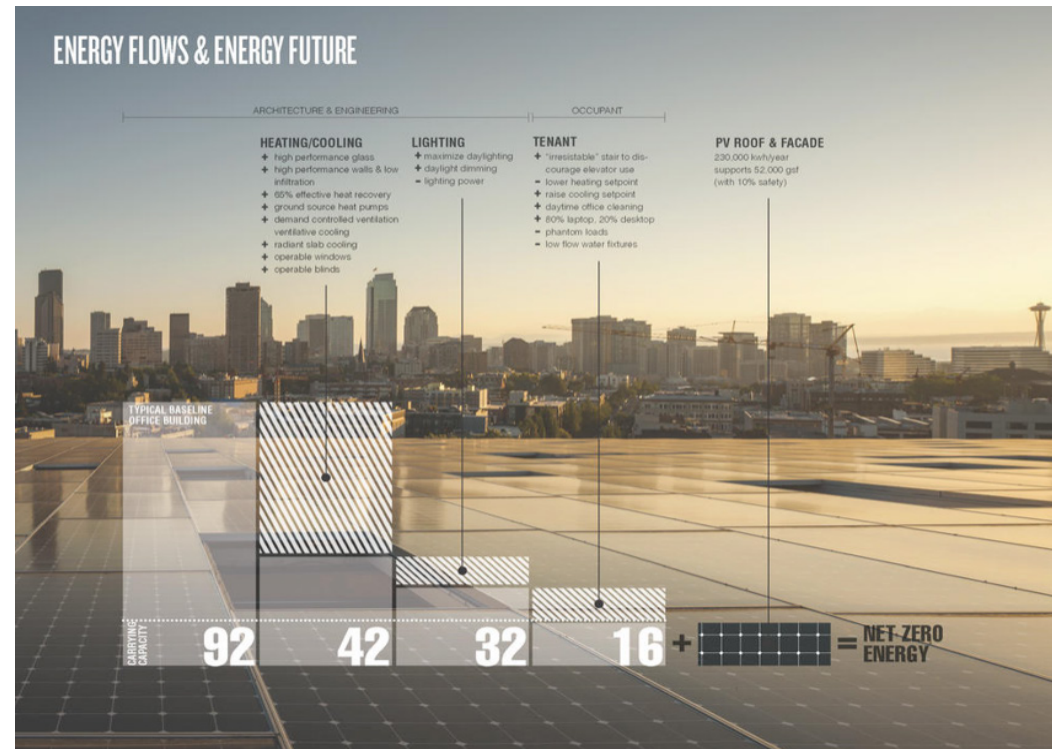 ENERGY FLOWS & ENERGY FUTURE
ARCHITECTURE & ENGINEERING
OCCUPANT
HEATING/COOLING
+ high performance glass
+ high performance walls & low
infiltration
+ 65% effective heat recovery
+ ground source heat pumps
+ demand controlled ventilation
ventilative cooling
+ radiant slab cooling
+ operable windows
+ operable blinds
LIGHTING
+ maximize daylighting
+ daylight dimming
- lighting power
TENANT
+ "irresistable" stair to dis-
courage elevator use
- lower heating setpoint
+ raise cooling setpoint
+ daytime office cleaning
+ 80% laptop, 20% desktop
- phantom loads
- low flow water fixtures
PV ROOF & FACADE
230,000 kwh/year
supports 52,000 gsf
(with 10% safety)
TYPICAL BASELINE
OFFICE BUILDING
CARRYING
CAPACITY
92
42
32
16
+
=
NET ZERO
ENERGY